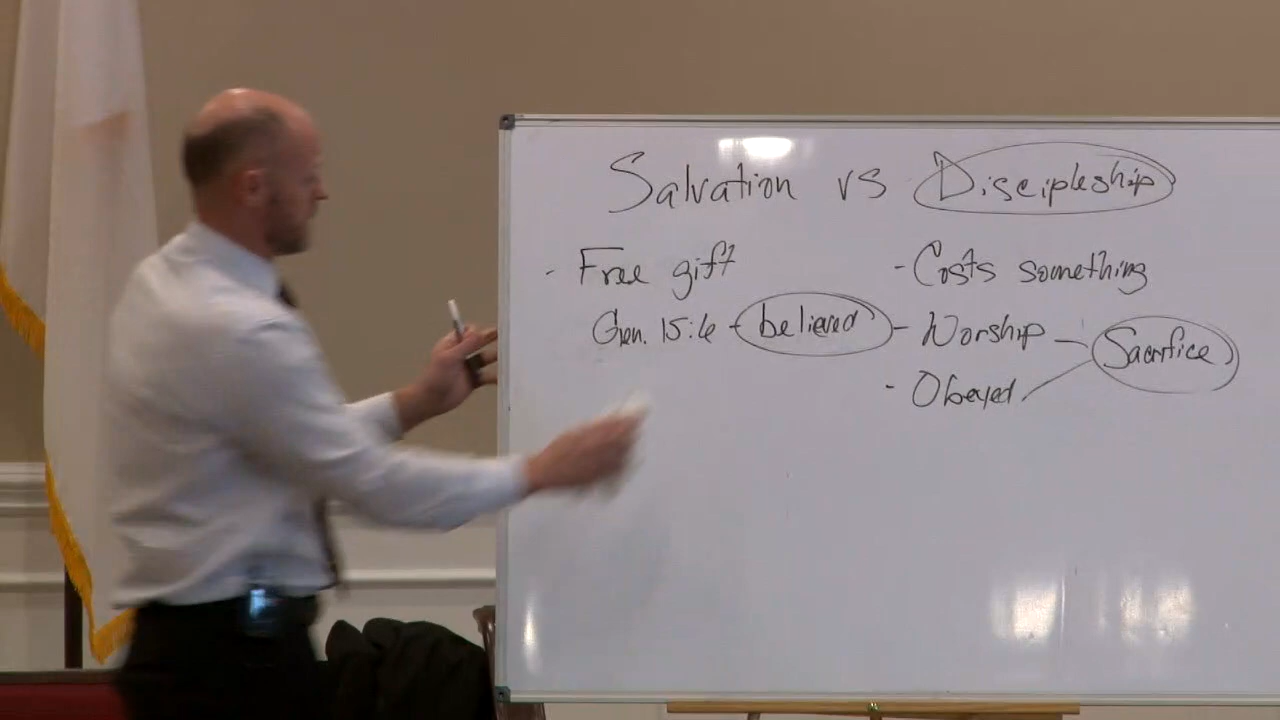 Salvation vs Discipleship
- Free gift
Gen. 15:6 - believed
- Costs something
- Worship - Sacrifice
- Obeyed